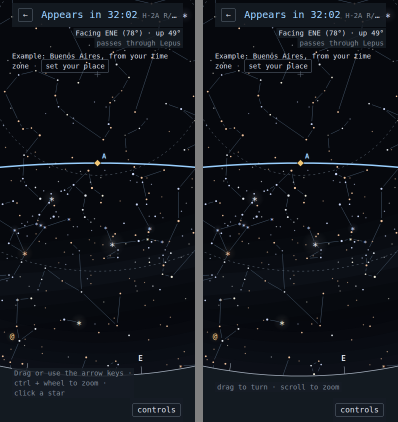 ← Appears in 32:02 H-2A R/… *
Facing ENE (78°) · up 49°
passes through Lepus
Example: Buenos Aires, from your time
zone · set your place
A
E
Drag or use the arrow keys ·
ctrl + wheel to zoom ·
click a star
controls
← Appears in 32:02 H-2A R/… *
Facing ENE (78°) · up 49°
passes through Lepus
Example: Buenos Aires, from your time
zone · set your place
A
E
drag to turn · scroll to zoom
controls